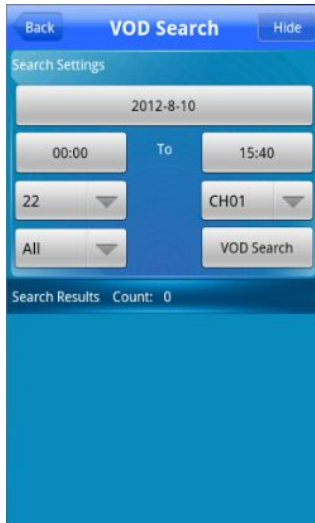 Back VOD Search Hide
Search Settings
2012-8-10
00:00 To 15:40
22 CH01
All VOD Search
Search Results Count: 0